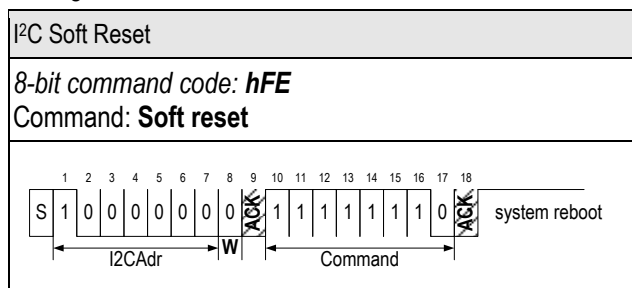 I²C Soft Reset
8-bit command code: hFE
Command: Soft reset
1 2 3 4 5 6 7 8 9 10 11 12 13 14 15 16 17 18
S 1 0 0 0 0 0 0 0 ACK 1 1 1 1 1 1 1 0 ACK system reboot
I2CAdr W Command